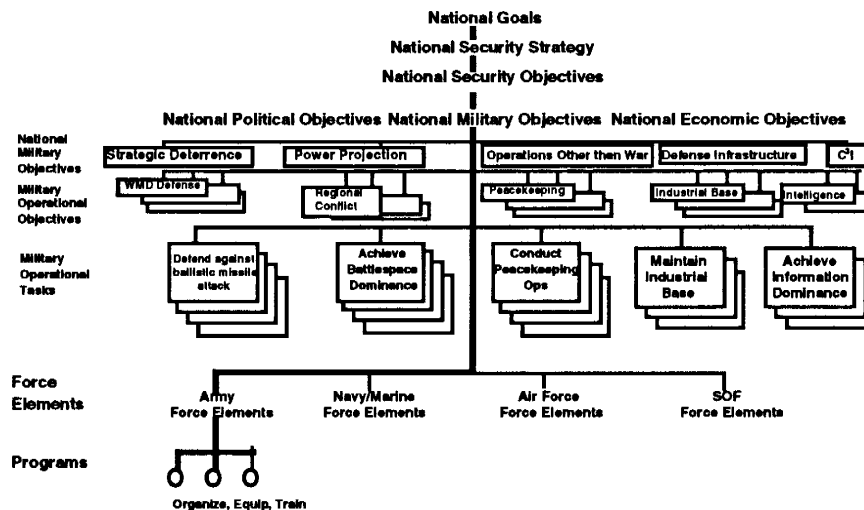 National Goals
National Security Strategy
National Security Objectives
National Political Objectives National Military Objectives National Economic Objectives
National
Military
Objectives
Strategic Deterrence
Power Projection
Operations Other then War
Defense Infrastructure
C³I
Military
Operational
Objectives
WMD Defense
Regional
Conflict
Peacekeeping
Industrial Base
Intelligence
Military
Operational
Tasks
Defend against
ballistic missile
attack
Achieve
Battlespace
Dominance
Conduct
Peacekeeping
Ops
Maintain
Industrial
Base
Achieve
Information
Dominance
Force
Elements
Army
Force Elements
Navy/Marine
Force Elements
Air Force
Force Elements
SOF
Force Elements
Programs
Organize, Equip, Train